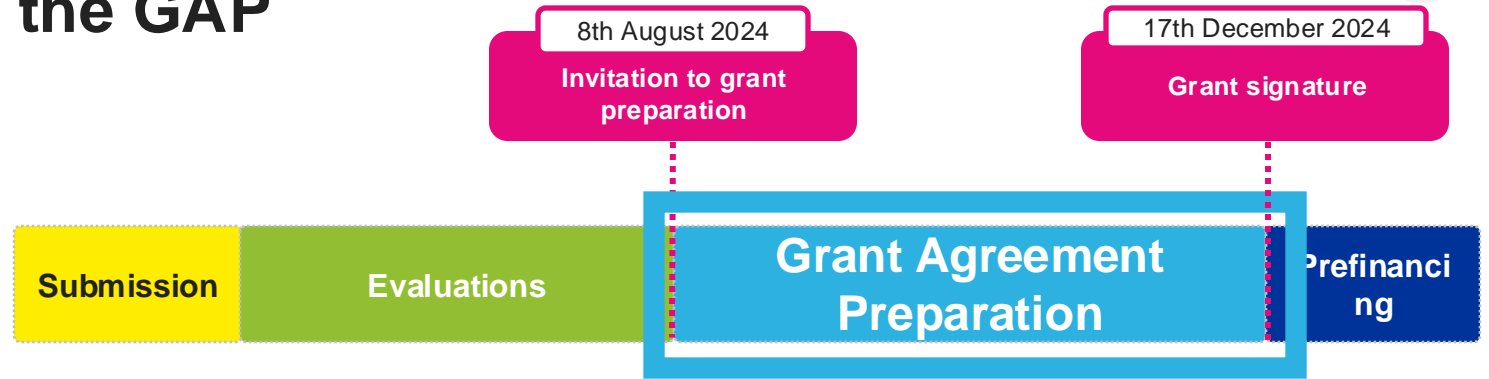 the GAP
8th August 2024
Invitation to grant
preparation
17th December 2024
Grant signature
Submission
Evaluations
Grant Agreement
Preparation
Prefinanci
ng